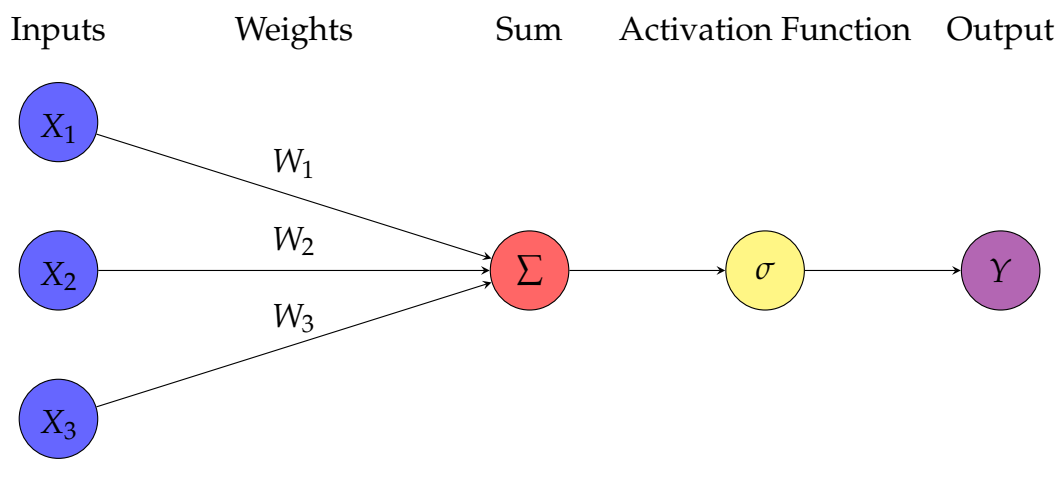 Inputs Weights Sum Activation Function Output
X₁
W₁
W₂
X₂ Σ σ Y
W₃
X₃